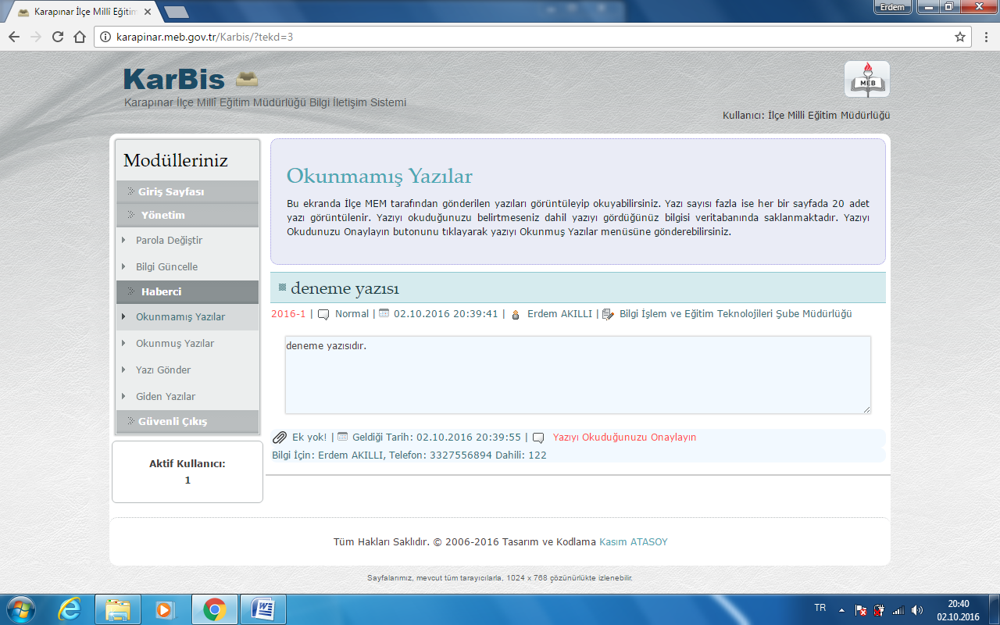 Karapınar İlçe Millî Eğitim
Erdem
karapinar.meb.gov.tr/Karbis/?tekd=3
KarBis
Karapınar İlçe Millî Eğitim Müdürlüğü Bilgi İletişim Sistemi
MEB
Kullanıcı: İlçe Milli Eğitim Müdürlüğü
Modülleriniz
Giriş Sayfası
Yönetim
Parola Değiştir
Bilgi Güncelle
Haberci
Okunmamış Yazılar
Okunmuş Yazılar
Yazı Gönder
Giden Yazılar
Güvenli Çıkış
Aktif Kullanıcı:
1
Okunmamış Yazılar
Bu ekranda İlçe MEM tarafından gönderilen yazıları görüntüleyip okuyabilirsiniz. Yazı sayısı fazla ise her bir sayfada 20 adet
yazı görüntülenir. Yazıyı okuduğunuzu belirtmeseniz dahil yazıyı gördüğünüz bilgisi veritabanında saklanmaktadır. Yazıyı
Okudunuzu Onaylayın butonunu tıklayarak yazıyı Okunmuş Yazılar menüsüne gönderebilirsiniz.
deneme yazısı
2016-1 | Normal | 02.10.2016 20:39:41 | Erdem AKILLI | Bilgi İşlem ve Eğitim Teknolojileri Şube Müdürlüğü
deneme yazısıdır.
Ek yok! | Geldiği Tarih: 02.10.2016 20:39:55 | Yazıyı Okuduğunuzu Onaylayın
Bilgi İçin: Erdem AKILLI, Telefon: 3327556894 Dahili: 122
Tüm Hakları Saklıdır. © 2006-2016 Tasarım ve Kodlama Kasım ATASOY
Sayfalarımız, mevcut tüm tarayıcılarla, 1024 x 768 çözünürlükte izlenebilir.
TR
20:40
02.10.2016